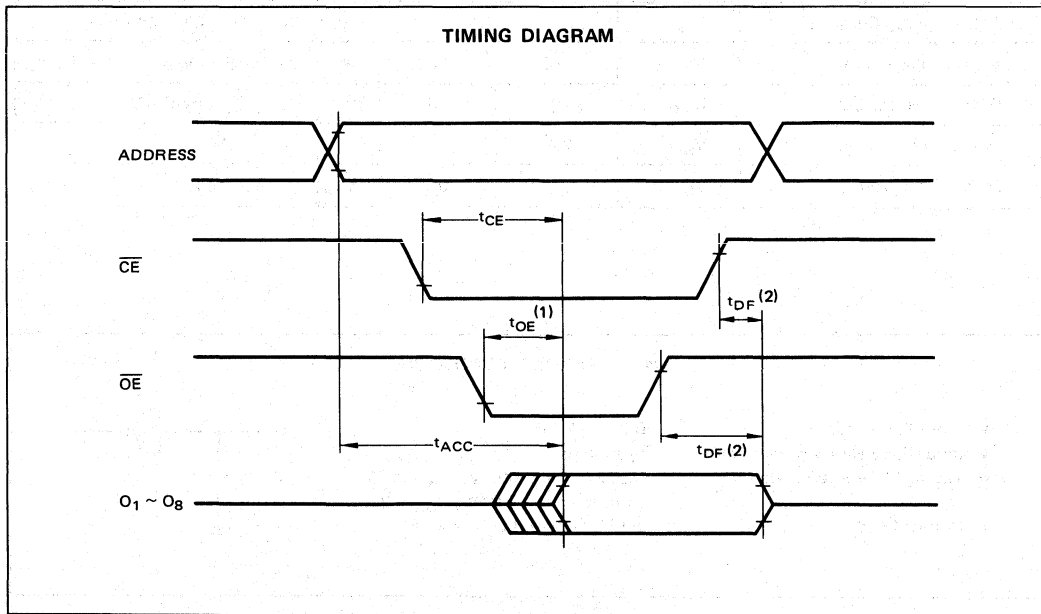 TIMING DIAGRAM
ADDRESS
tCE
CE
tDF(2)
tOE(1)
OE
tACC
tDF(2)
O1 ~ O8